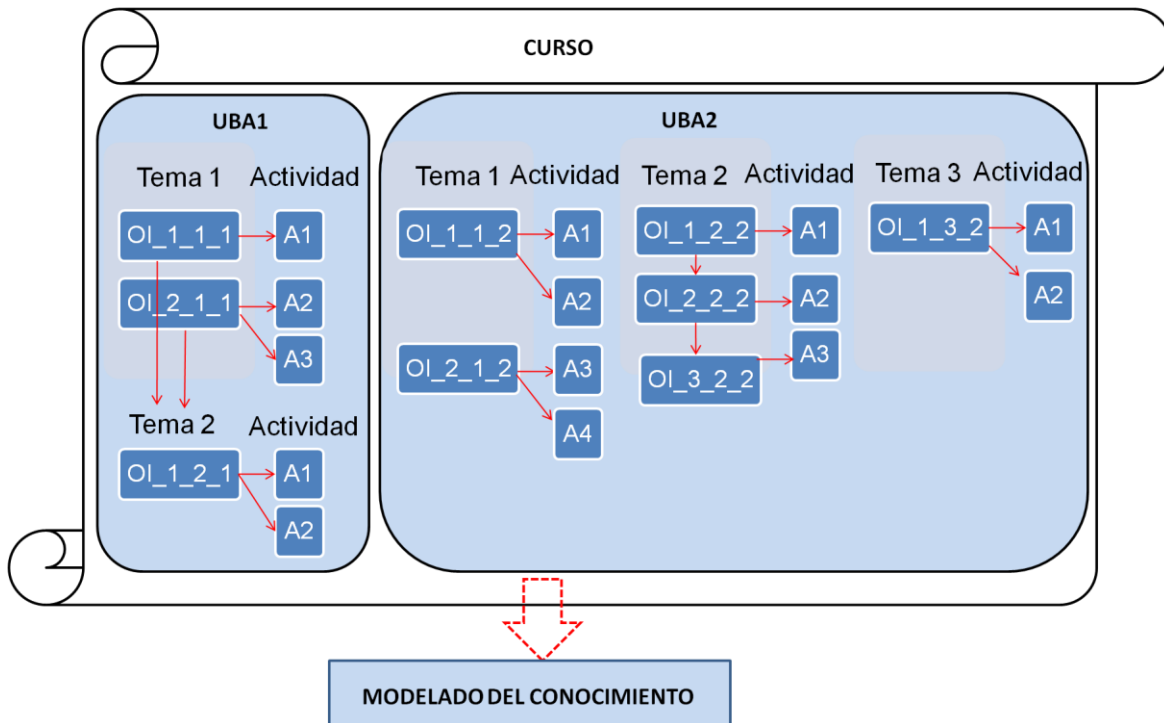 CURSO
UBA1
Tema 1 Actividad
OI_1_1_1 A1
OI_2_1_1 A2
A3
Tema 2 Actividad
OI_1_2_1 A1
A2
UBA2
Tema 1 Actividad Tema 2 Actividad Tema 3 Actividad
OI_1_1_2 A1 OI_1_2_2 A1 OI_1_3_2 A1
A2 OI_2_2_2 A2 A2
OI_2_1_2 A3 OI_3_2_2 A3
A4
MODELADO DEL CONOCIMIENTO